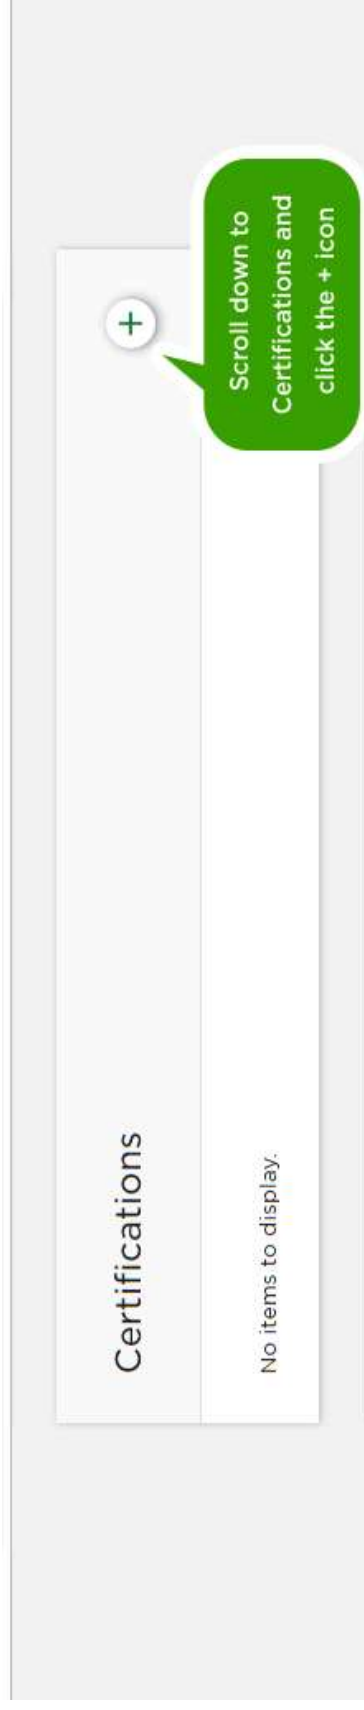 Certifications
+
No items to display.
Scroll down to
Certifications and
click the + icon